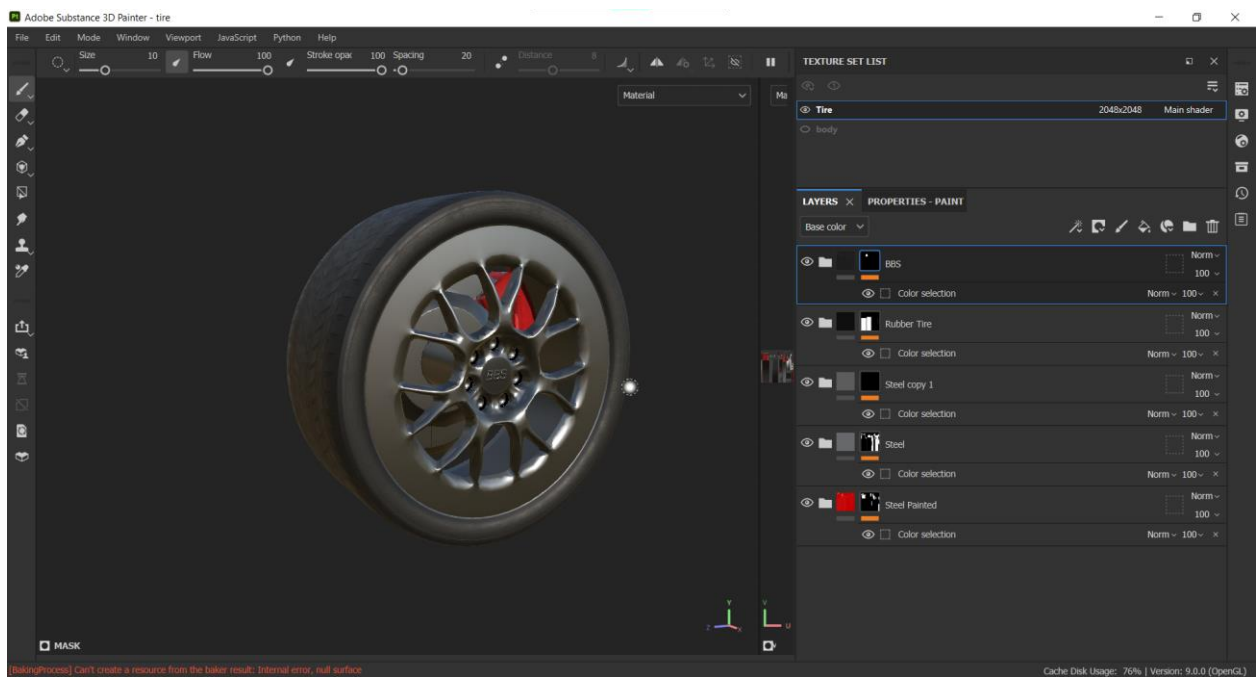 Adobe Substance 3D Painter - tire
File Edit Mode Window Viewport JavaScript Python Help
Size 10 Flow 100 Stroke opac 100 Spacing 20 Distance 8
Material
Ma
TEXTURE SET LIST
Tire 2048x2048 Main shader
body
LAYERS PROPERTIES - PAINT
Base color
BBS Norm
100
Color selection Norm 100
Rubber Tire Norm
100
Color selection Norm 100
Steel copy 1 Norm
100
Color selection Norm 100
Steel Norm
100
Color selection Norm 100
Steel Painted Norm
100
Color selection Norm 100
BBS
Y
Z X
V
U
MASK
[BakingProcess] Can't create a resource from the baker result: Internal error, null surface
Cache Disk Usage: 76% | Version: 9.0.0 (OpenGL)